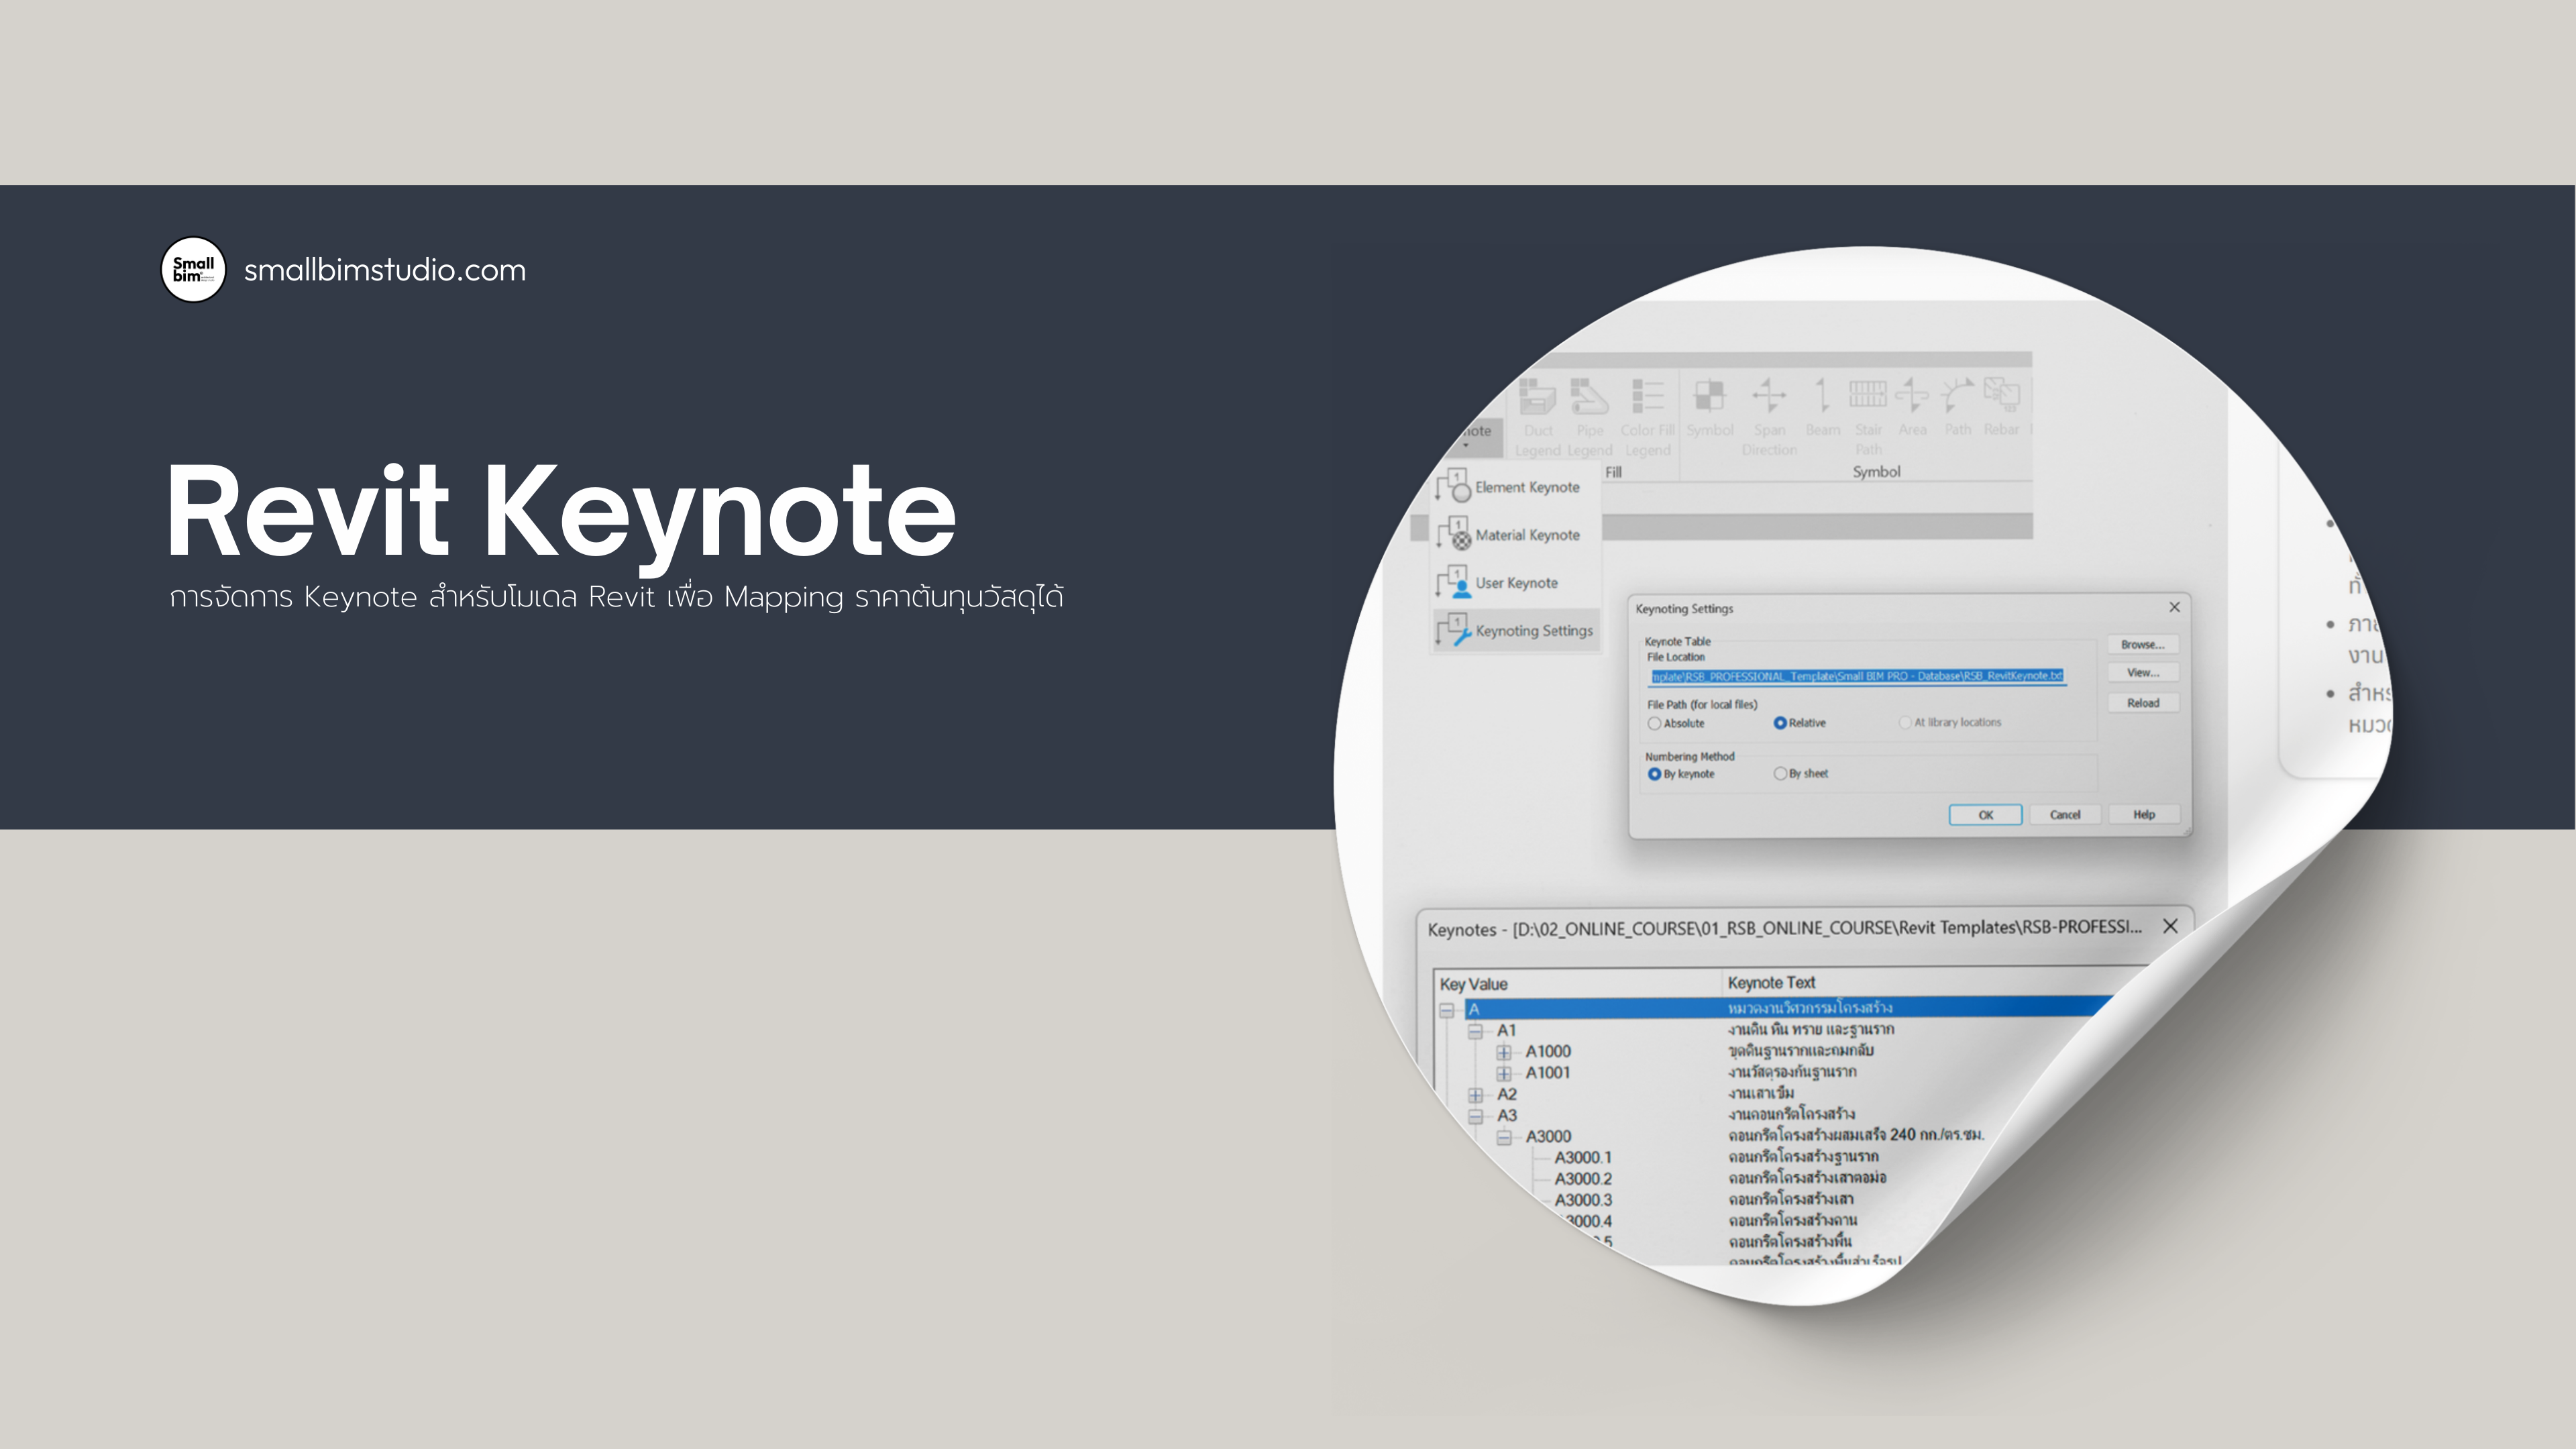 Small
bim
smallbimstudio.com
Revit Keynote
การจัดการ Keynote สำหรับโมเดล Revit เพื่อ Mapping ราคาต้นทุนวัสดุได้
Duct Legend
Pipe Legend
Color Fill Legend
Symbol
Span Direction
Beam
Stair Path
Area
Path
Rebar
Fill
Symbol
Element Keynote
Material Keynote
User Keynote
Keynoting Settings
Keynoting Settings
Keynote Table
File Location
mplate\RSB_PROFESSIONAL_Template\Small BIM PRO - Database\RSB_RevitKeynote.txt
Browse...
View...
Reload
File Path (for local files)
Absolute
Relative
At library locations
Numbering Method
By keynote
By sheet
OK
Cancel
Help
Keynotes - [D:\02_ONLINE_COURSE\01_RSB_ONLINE_COURSE\Revit Templates\RSB-PROFESSI...
Key Value Keynote Text
A หมวดงานวิศวกรรมโครงสร้าง
A1 งานดิน หิน ทราย และฐานราก
A1000 ขุดดินฐานรากและถมกลับ
A1001 งานวัสดุรองก้นฐานราก
A2 งานเสาเข็ม
A3 งานคอนกรีตโครงสร้าง
A3000 คอนกรีตโครงสร้างผสมเสร็จ 240 กก./ตร.ซม.
A3000.1 คอนกรีตโครงสร้างฐานราก
A3000.2 คอนกรีตโครงสร้างเสาตอม่อ
A3000.3 คอนกรีตโครงสร้างเสา
3000.4 คอนกรีตโครงสร้างคาน
.5 คอนกรีตโครงสร้างพื้น
คอนกรีตโครงสร้างพื้นสำเร็จรูป
งาน